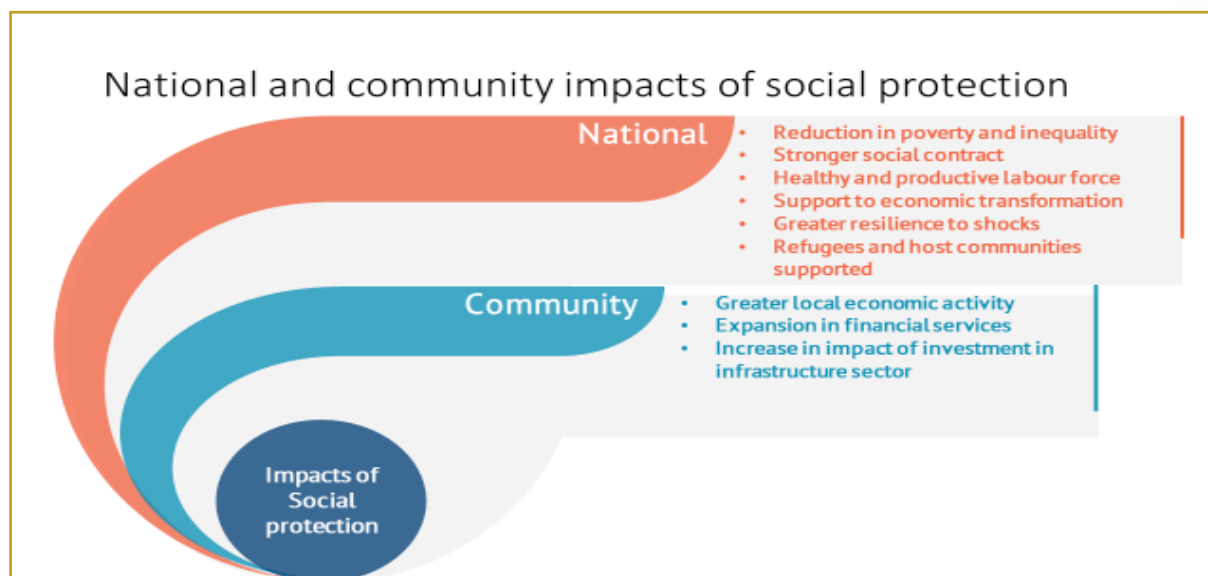 National and community impacts of social protection
National
• Reduction in poverty and inequality
• Stronger social contract
• Healthy and productive labour force
• Support to economic transformation
• Greater resilience to shocks
• Refugees and host communities
supported
Community
• Greater local economic activity
• Expansion in financial services
• Increase in impact of investment in
infrastructure sector
Impacts of
Social
protection